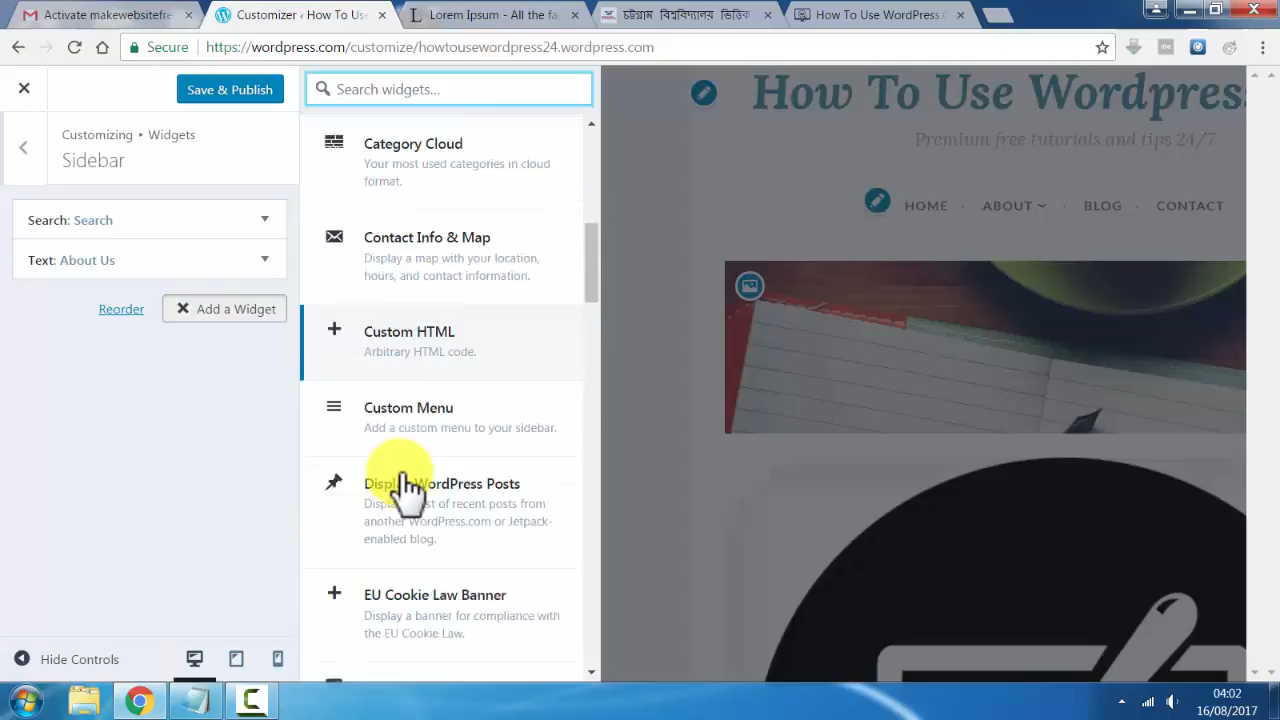 Activate makewebsitefre
Customizer ‹ How To Use
Lorem Ipsum - All the fa
চট্টগ্রাম বিশ্ববিদ্যালয় ভিত্তিক
How To Use WordPress.C
Secure
https://wordpress.com/customize/howtousewordpress24.wordpress.com
Save & Publish
Search widgets...
Customizing • Widgets
Sidebar
Search: Search
Text: About Us
Reorder
Add a Widget
Category Cloud
Your most used categories in cloud
format.
Contact Info & Map
Display a map with your location,
hours, and contact information.
Custom HTML
Arbitrary HTML code.
Custom Menu
Add a custom menu to your sidebar.
Display WordPress Posts
Display a list of recent posts from
another WordPress.com or Jetpack-
enabled blog.
EU Cookie Law Banner
Display a banner for compliance with
the EU Cookie Law.
How To Use Wordpress
Premium free tutorials and tips 24/7
HOME · ABOUT · BLOG · CONTACT
Hide Controls
04:02
16/08/2017